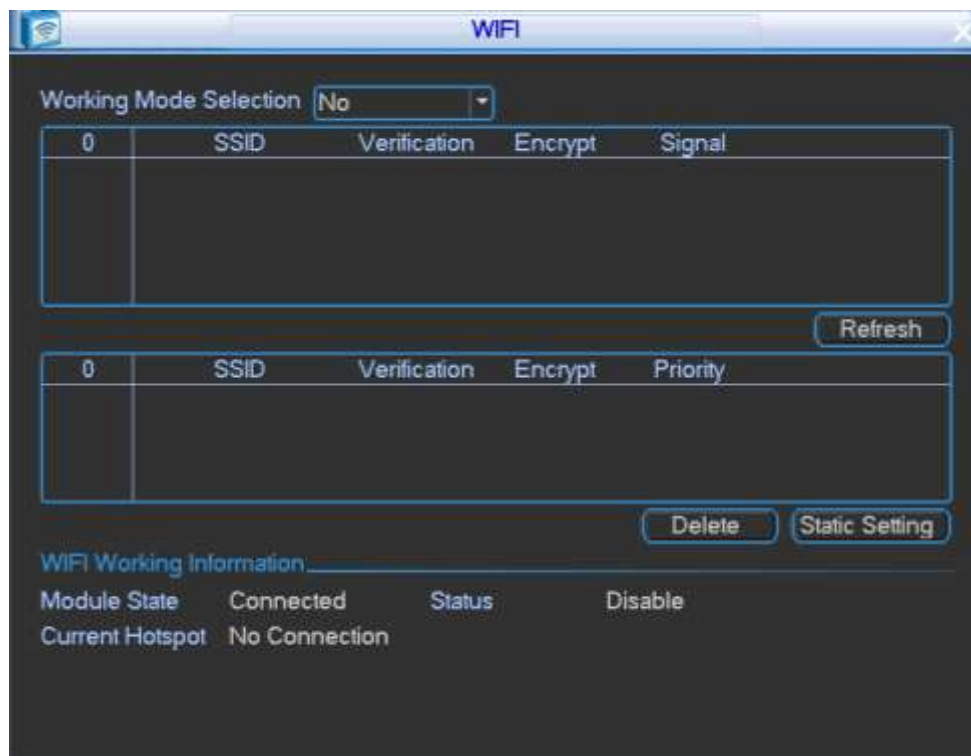 WIFI
Working Mode Selection No
0 SSID Verification Encrypt Signal
Refresh
0 SSID Verification Encrypt Priority
Delete Static Setting
WIFI Working Information
Module State Connected Status Disable
Current Hotspot No Connection